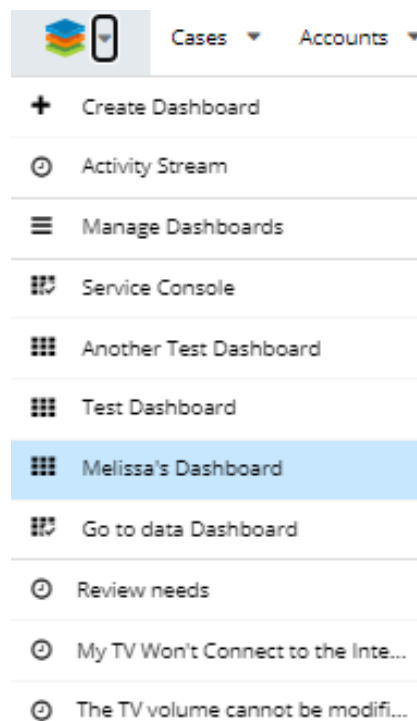 Cases Accounts
Create Dashboard
Activity Stream
Manage Dashboards
Service Console
Another Test Dashboard
Test Dashboard
Melissa's Dashboard
Go to data Dashboard
Review needs
My TV Won't Connect to the Inte...
The TV volume cannot be modifi...